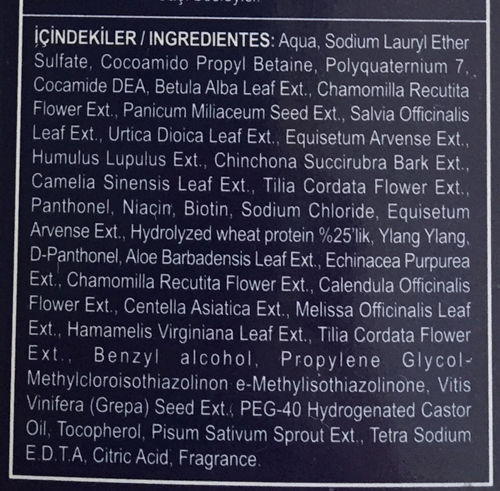 İÇİNDEKİLER / INGREDIENTES: Aqua, Sodium Lauryl Ether
Sulfate, Cocoamido Propyl Betaine, Polyquaternium 7,
Cocamide DEA, Betula Alba Leaf Ext., Chamomilla Recutita
Flower Ext., Panicum Miliaceum Seed Ext., Salvia Officinalis
Leaf Ext., Urtica Dioica Leaf Ext., Equisetum Arvense Ext.,
Humulus Lupulus Ext., Chinchona Succirubra Bark Ext.,
Camelia Sinensis Leaf Ext., Tilia Cordata Flower Ext.,
Panthonel, Niaçin, Biotin, Sodium Chloride, Equisetum
Arvense Ext., Hydrolyzed wheat protein %25'lik, Ylang Ylang,
D-Panthonel, Aloe Barbadensis Leaf Ext., Echinacea Purpurea
Ext., Chamomilla Recutita Flower Ext., Calendula Officinalis
Flower Ext., Centella Asiatica Ext., Melissa Officinalis Leaf
Ext., Hamamelis Virginiana Leaf Ext., Tilia Cordata Flower
Ext., Benzyl alcohol, Propylene Glycol-
Methylcloroisothiazolinon e-Methylisothiazolinone, Vitis
Vinifera (Grepa) Seed Ext., PEG-40 Hydrogenated Castor
Oil, Tocopherol, Pisum Sativum Sprout Ext., Tetra Sodium
E.D.T.A, Citric Acid, Fragrance.